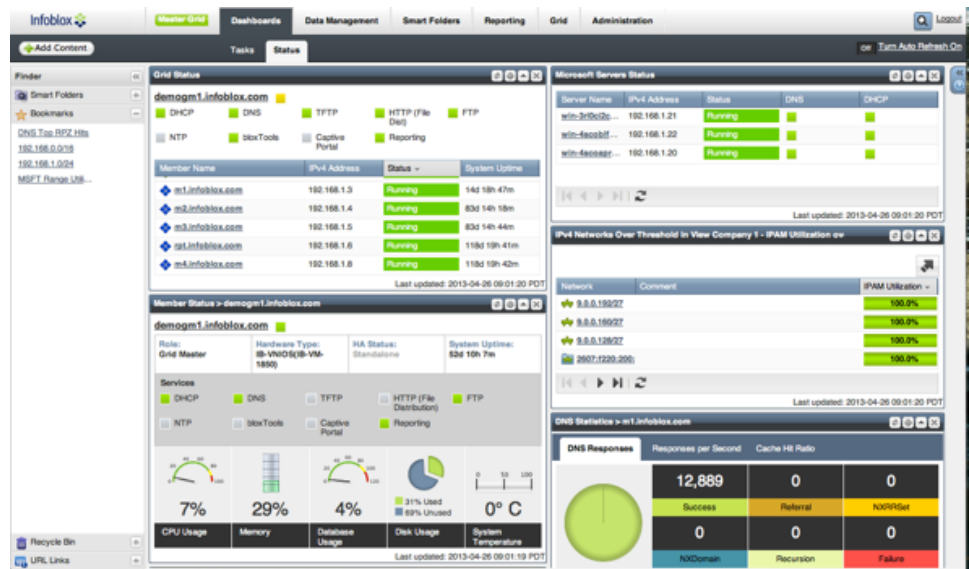 Infoblox
Master Grid
Dashboards
Data Management
Smart Folders
Reporting
Grid
Administration
Logout
Add Content
Tasks
Status
Off
Turn Auto Refresh On
Finder
Smart Folders
Bookmarks
DNS Top RPZ Hits
192.168.0.0/16
192.168.1.0/24
MSFT Range Util...
Recycle Bin
URL Links
Grid Status
demogm1.infoblox.com
DHCP DNS TFTP HTTP (File Dist) FTP
NTP bloxTools Captive Portal Reporting
Member Name IPv4 Address Status System Uptime
m1.infoblox.com 192.168.1.3 Running 14d 18h 47m
m2.infoblox.com 192.168.1.4 Running 83d 14h 18m
m3.infoblox.com 192.168.1.5 Running 83d 14h 44m
rpt.infoblox.com 192.168.1.6 Running 118d 19h 41m
m4.infoblox.com 192.168.1.8 Running 118d 19h 42m
Last updated: 2013-04-26 09:01:20 PDT
Member Status > demogm1.infoblox.com
demogm1.infoblox.com
Role: Hardware Type: HA Status: System Uptime:
Grid Master IB-VNIOS(IB-VM-1850) Standalone 52d 10h 7m
Services
DHCP DNS TFTP HTTP (File Distribution) FTP
NTP bloxTools Captive Portal Reporting
31% Used
69% Unused
0 50 100
7% 29% 4% 0° C
CPU Usage Memory Database Usage Disk Usage System Temperature
Last updated: 2013-04-26 09:01:19 PDT
Microsoft Servers Status
Server Name IPv4 Address Status DNS DHCP
192.168.1.21 Running
192.168.1.22 Running
192.168.1.20 Running
Last updated: 2013-04-26 09:01:20 PDT
IPv4 Networks Over Threshold in View Company 1 - IPAM Utilization ov
Network Comment IPAM Utilization
9.0.0.192/27 100.0%
9.0.0.160/27 100.0%
9.0.0.128/27 100.0%
2607:f220:200: 100.0%
Last updated: 2013-04-26 09:01:20 PDT
DNS Statistics > m1.infoblox.com
DNS Responses Responses per Second Cache Hit Ratio
12,889 0 0
Success Referral NXRRSet
0 0 0
NXDomain Recursion Failure